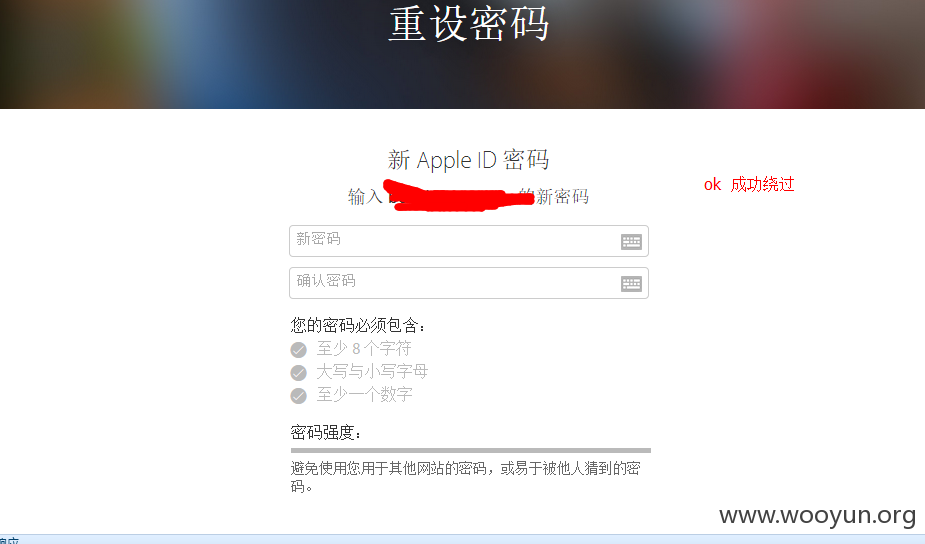 重设密码
新 Apple ID 密码
输入 的新密码
ok 成功绕过
新密码
确认密码
您的密码必须包含：
至少 8 个字符
大写与小写字母
至少一个数字
密码强度：
避免使用您用于其他网站的密码，或易于被他人猜到的密
码。
www.wooyun.org